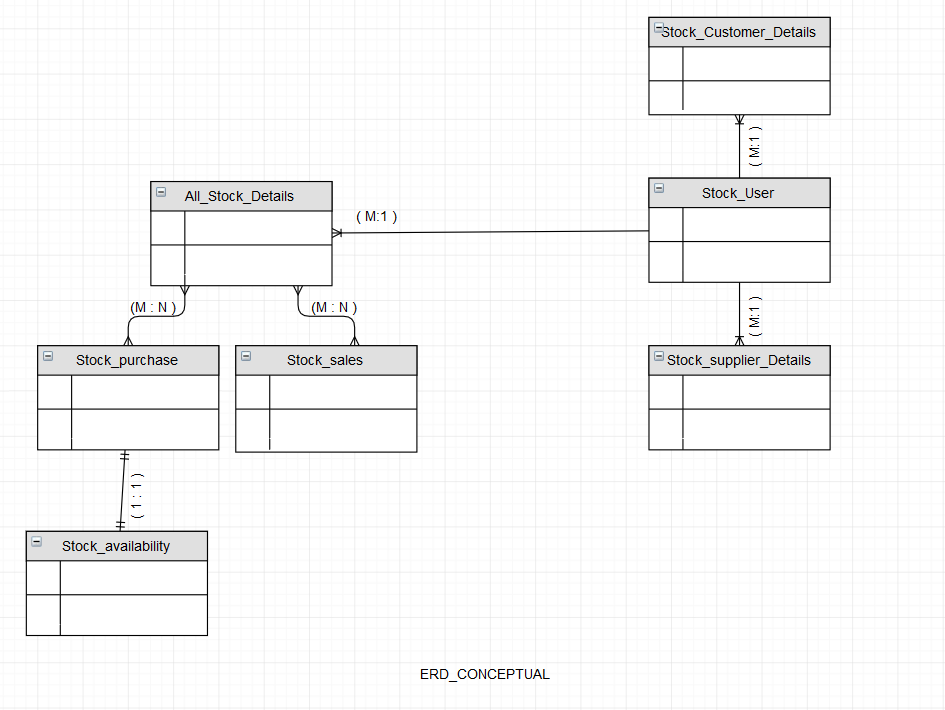 Stock_Customer_Details
( M:1 )
Stock_User
All_Stock_Details
( M:1 )
( M:1 )
(M : N )
(M : N )
Stock_purchase
Stock_sales
Stock_supplier_Details
( 1 : 1 )
Stock_availability
ERD_CONCEPTUAL